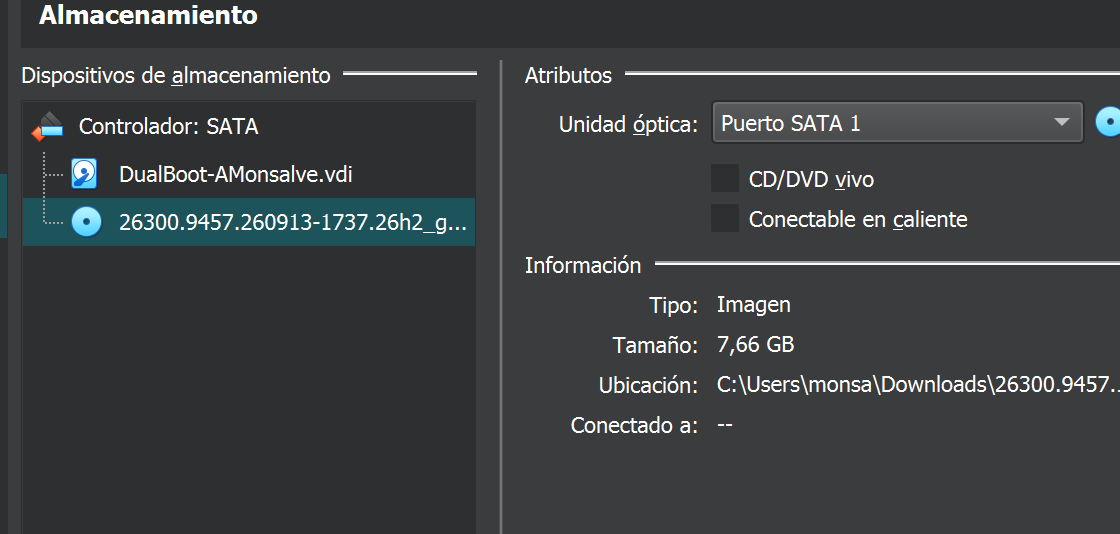 Almacenamiento
Dispositivos de almacenamiento
Controlador: SATA
DualBoot-AMonsalve.vdi
26300.9457.260913-1737.26h2_g...
Atributos
Unidad óptica: Puerto SATA 1
CD/DVD vivo
Conectable en caliente
Información
Tipo: Imagen
Tamaño: 7,66 GB
Ubicación: C:\Users\monsa\Downloads\26300.9457...
Conectado a: --